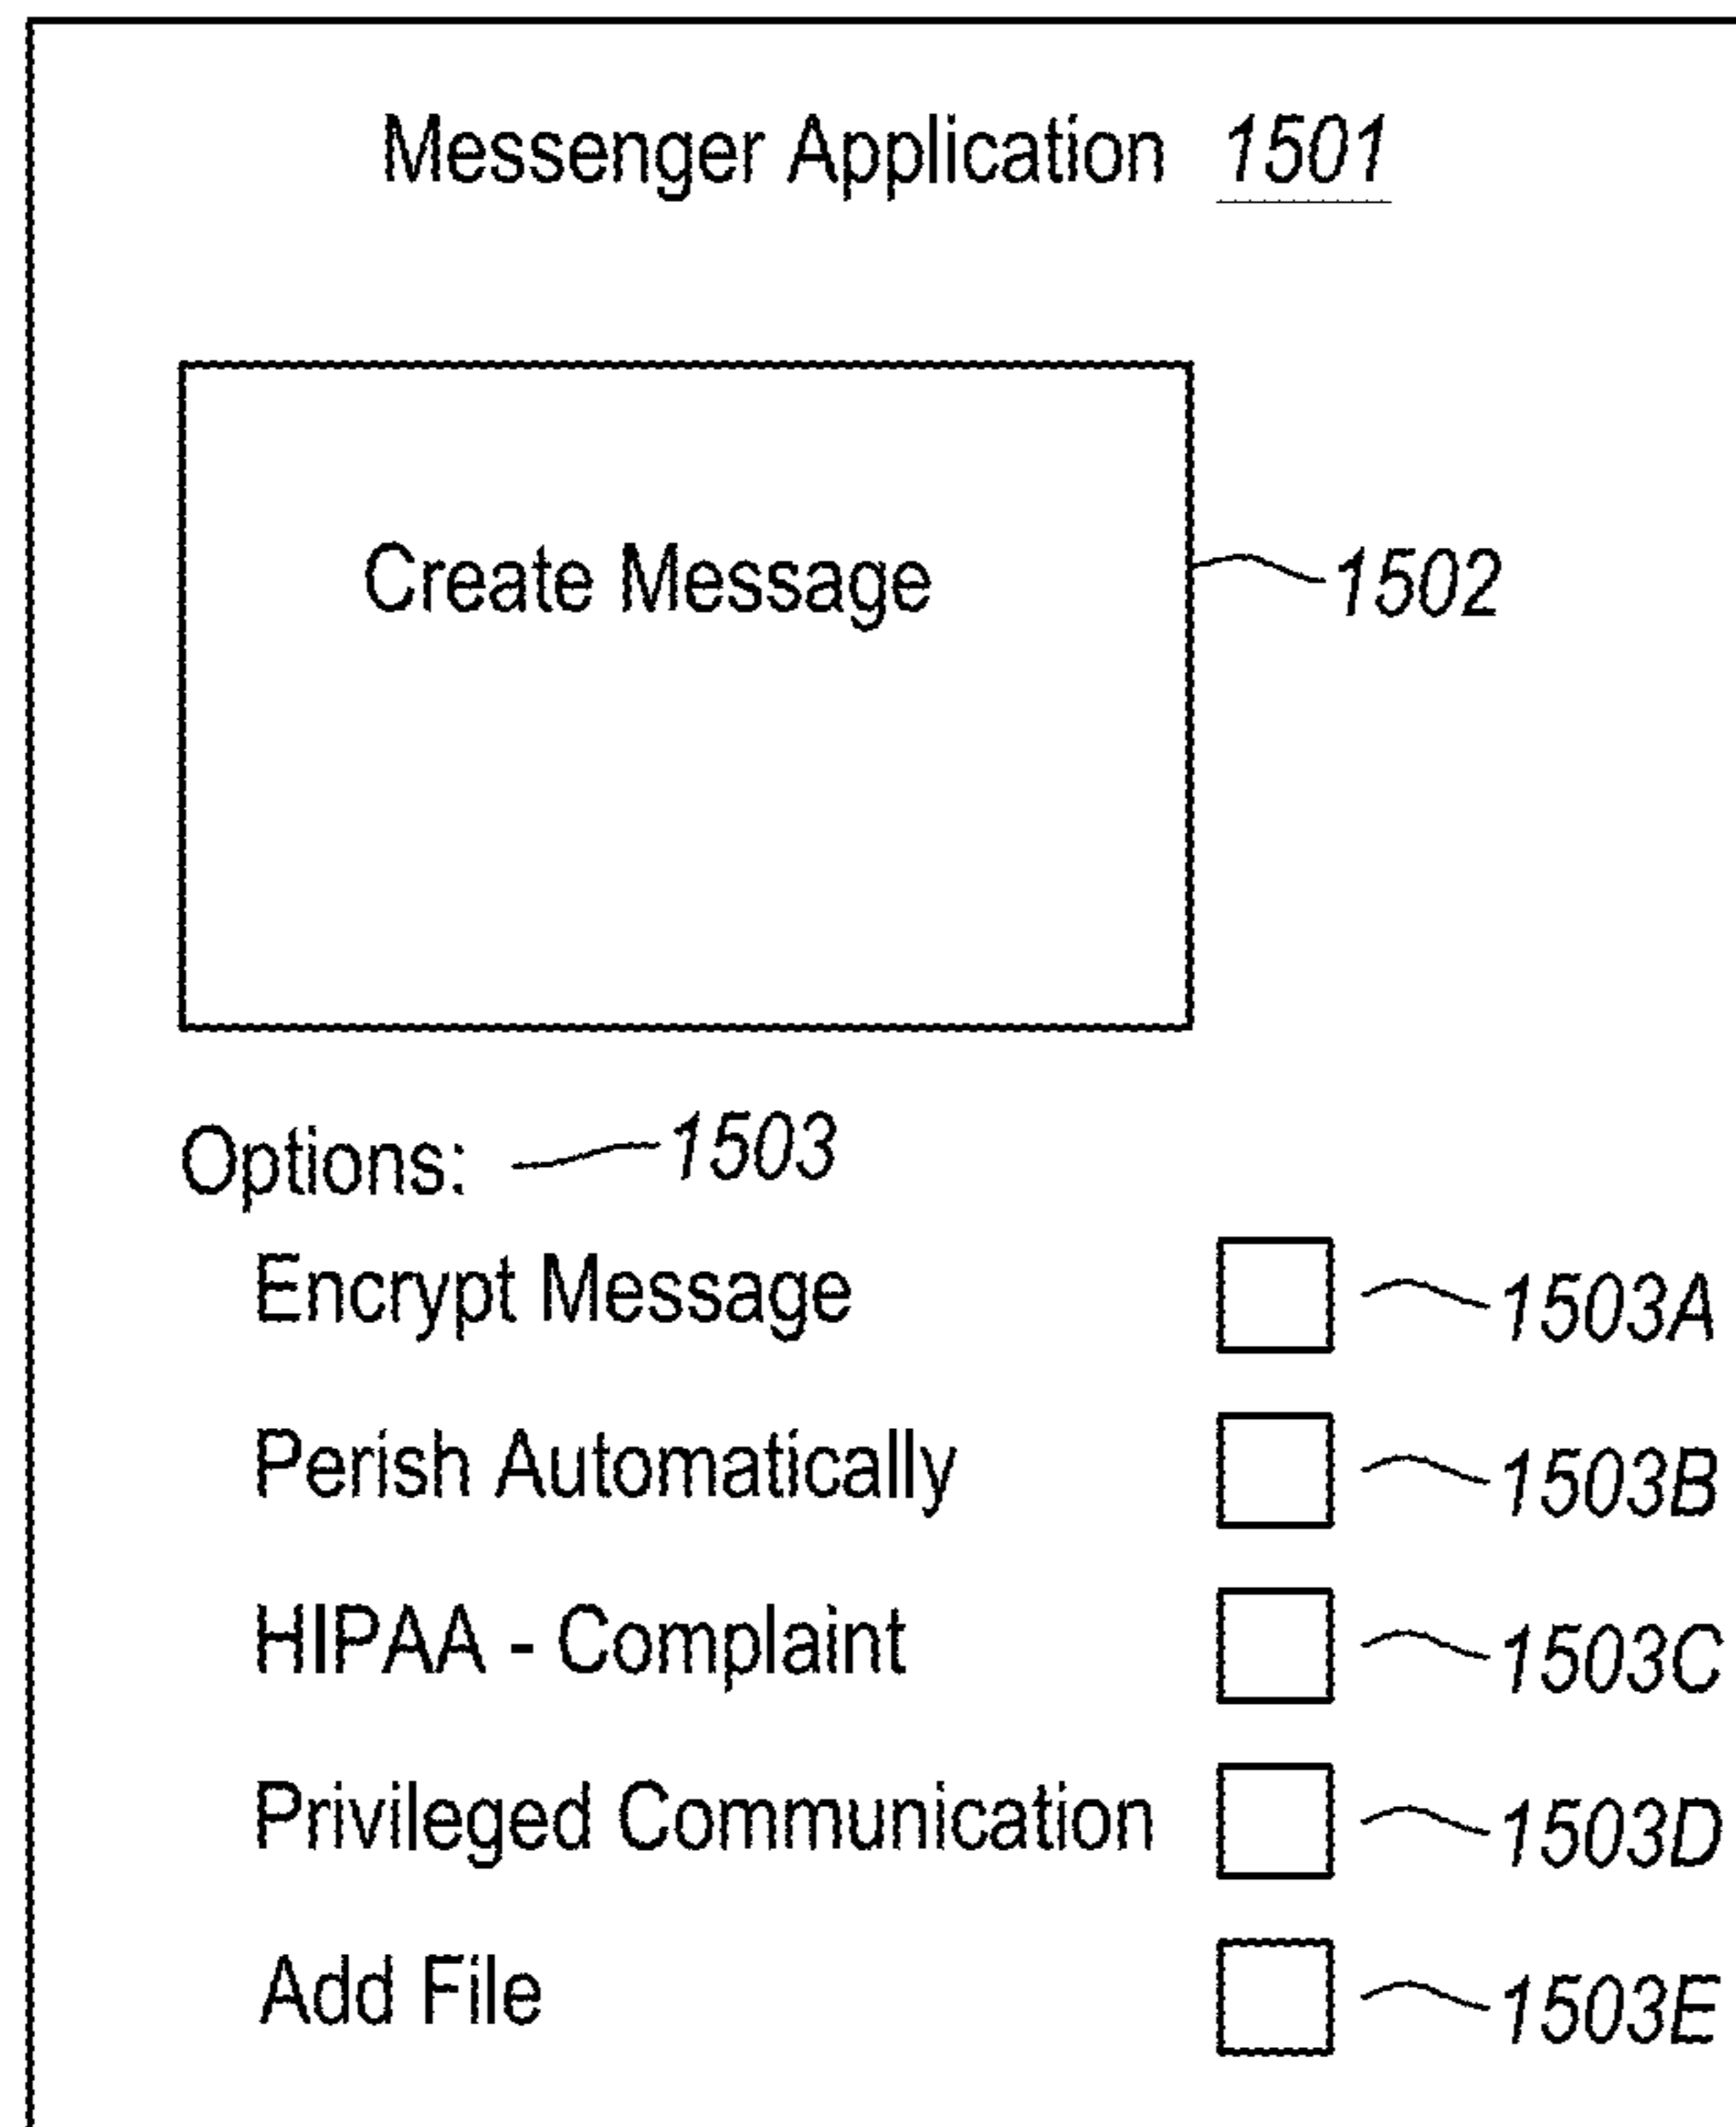 Messenger Application 1501
Create Message 1502
Options: 1503
Encrypt Message 1503A
Perish Automatically 1503B
HIPAA - Complaint 1503C
Privileged Communication 1503D
Add File 1503E